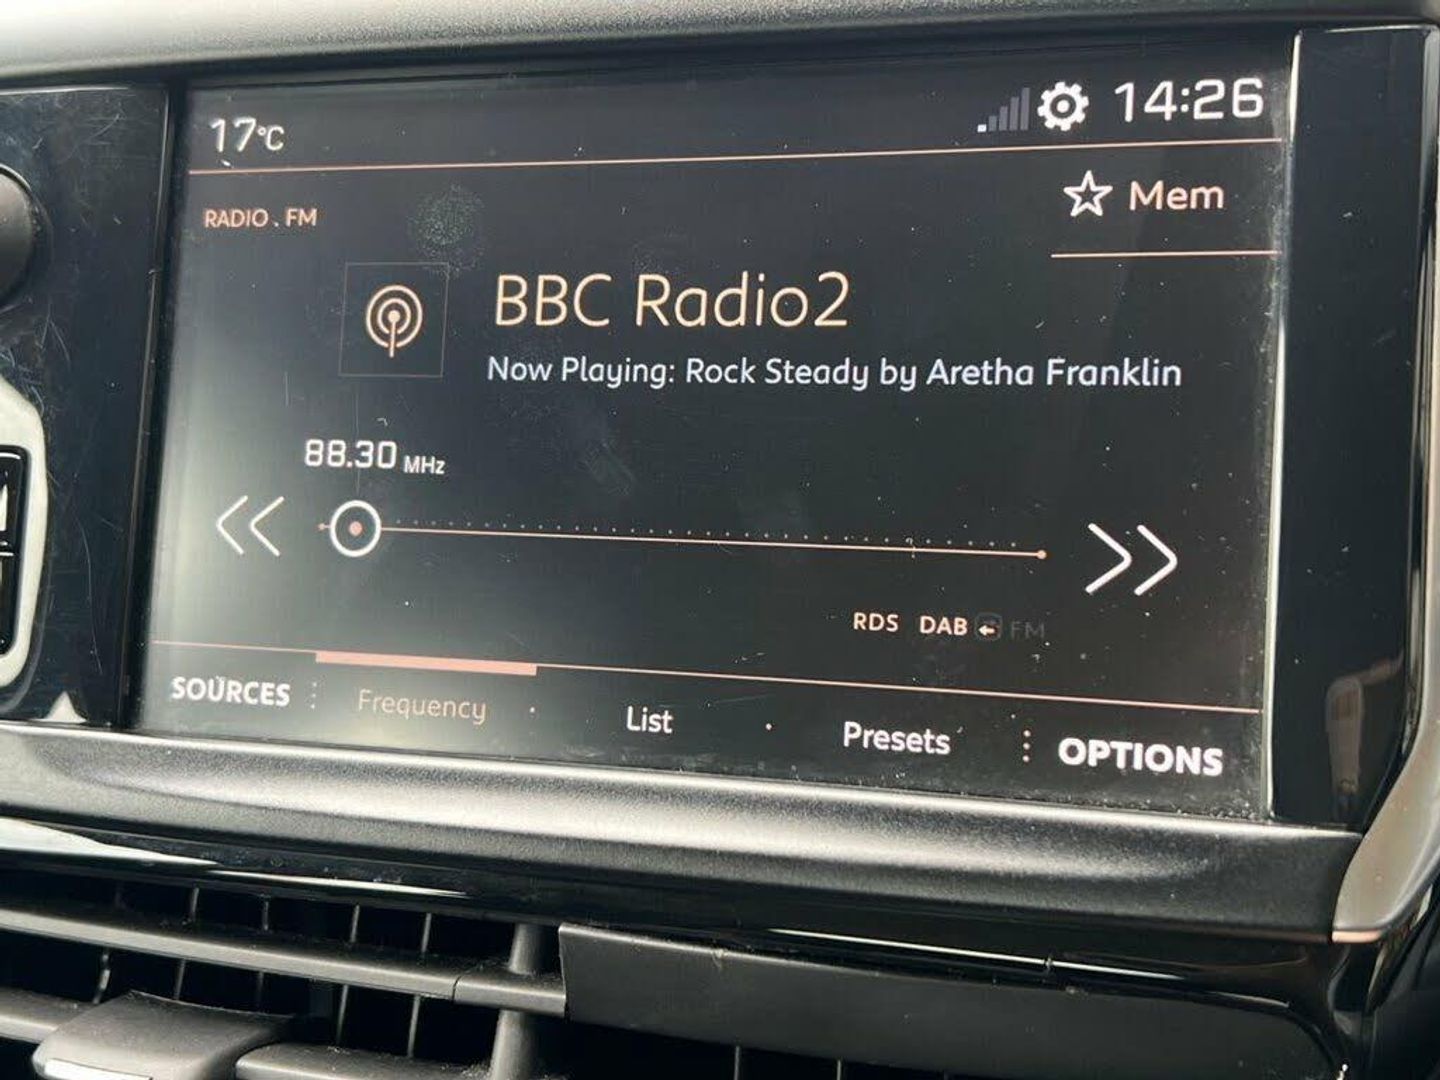 17°C 14:26
RADIO . FM
Mem
BBC Radio2
Now Playing: Rock Steady by Aretha Franklin
88.30 MHz
RDS DAB FM
SOURCES Frequency List Presets OPTIONS